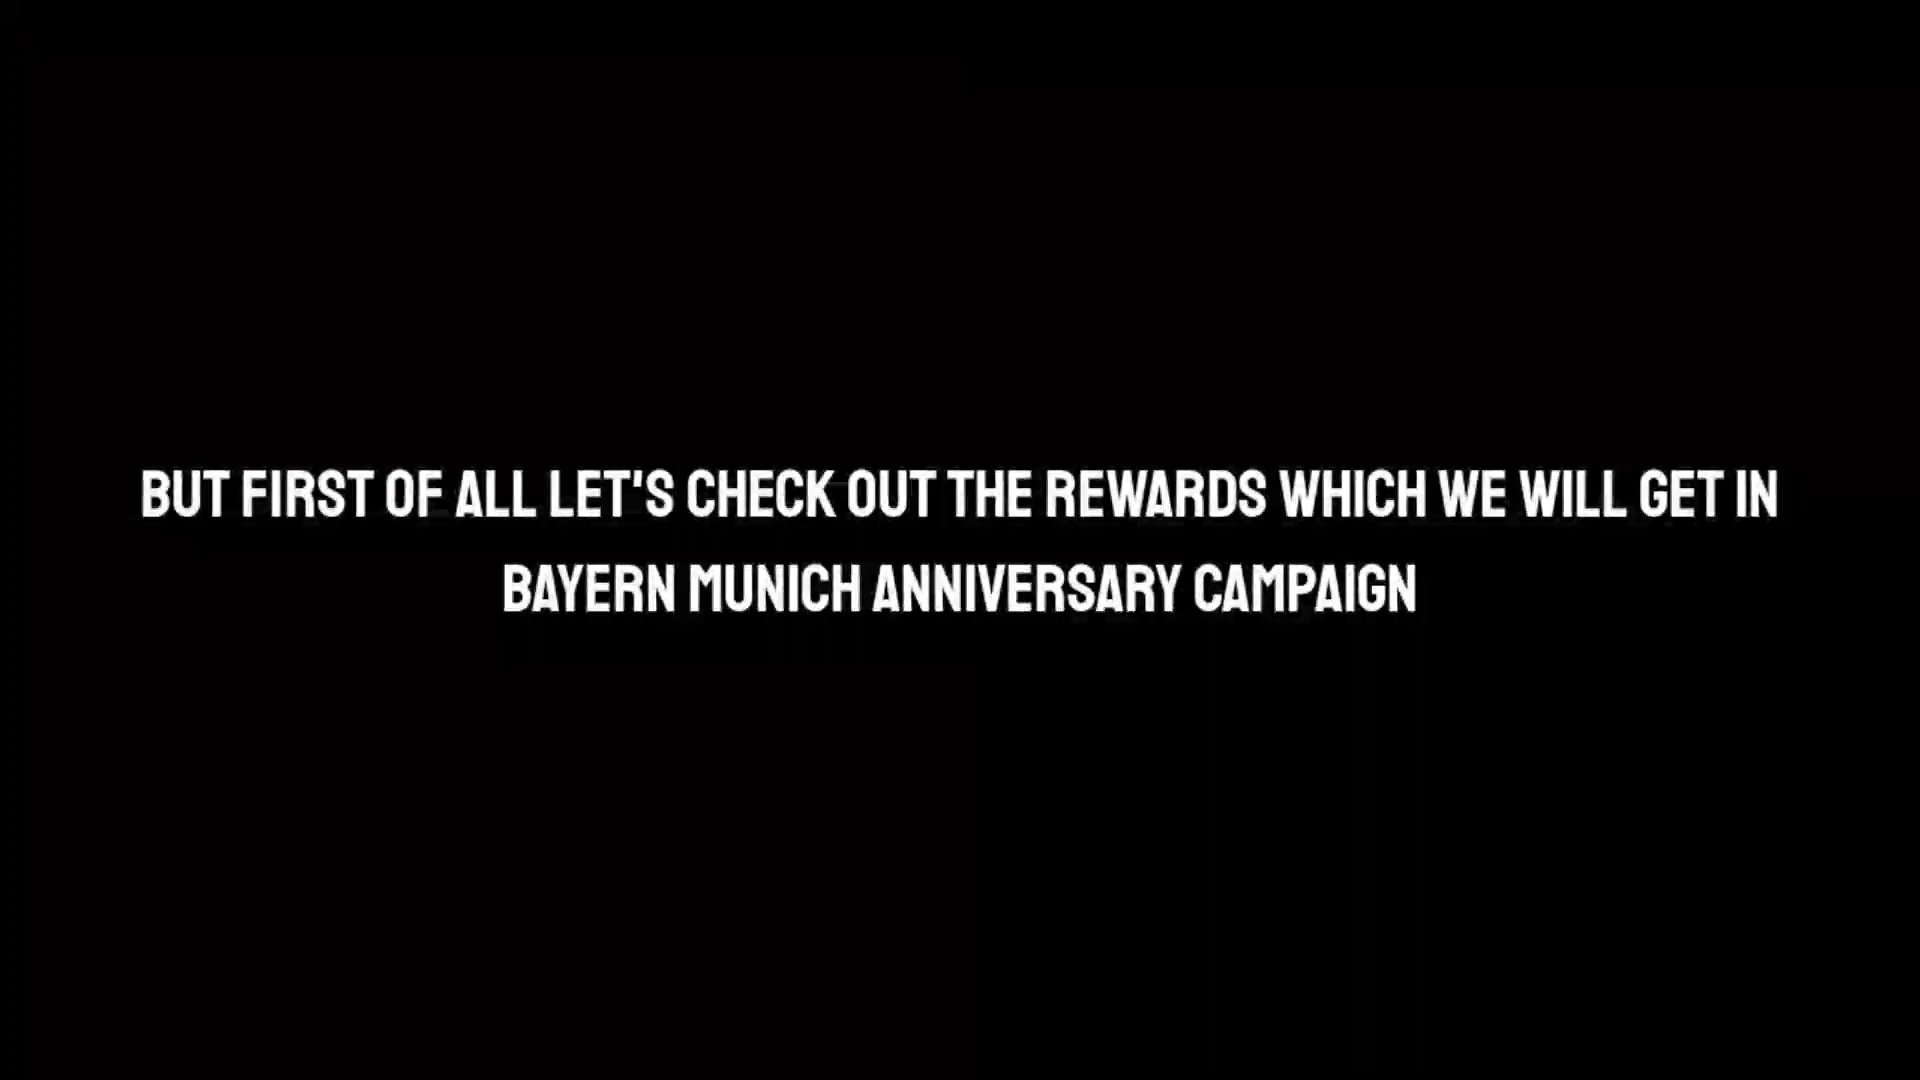 BUT FIRST OF ALL LET'S CHECK OUT THE REWARDS WHICH WE WILL GET IN
BAYERN MUNICH ANNIVERSARY CAMPAIGN